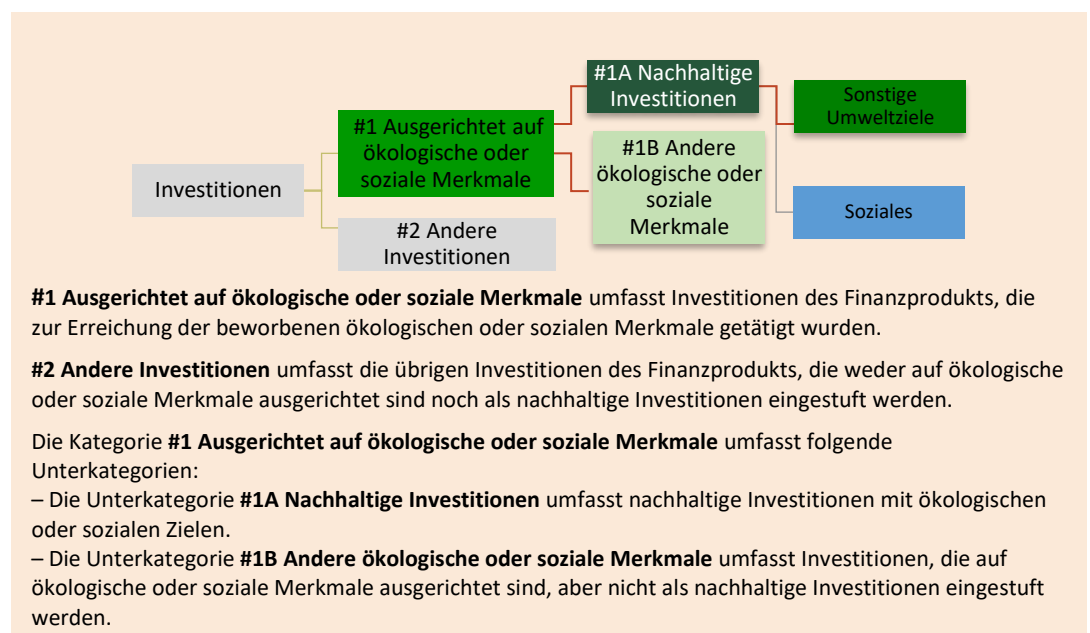 #1A Nachhaltige
Investitionen
Sonstige
Umweltziele
#1 Ausgerichtet auf
ökologische oder
soziale Merkmale
#1B Andere
ökologische oder
soziale
Merkmale
Investitionen
Soziales
#2 Andere
Investitionen
#1 Ausgerichtet auf ökologische oder soziale Merkmale umfasst Investitionen des Finanzprodukts, die
zur Erreichung der beworbenen ökologischen oder sozialen Merkmale getätigt wurden.
#2 Andere Investitionen umfasst die übrigen Investitionen des Finanzprodukts, die weder auf ökologische
oder soziale Merkmale ausgerichtet sind noch als nachhaltige Investitionen eingestuft werden.
Die Kategorie #1 Ausgerichtet auf ökologische oder soziale Merkmale umfasst folgende
Unterkategorien:
– Die Unterkategorie #1A Nachhaltige Investitionen umfasst nachhaltige Investitionen mit ökologischen
oder sozialen Zielen.
– Die Unterkategorie #1B Andere ökologische oder soziale Merkmale umfasst Investitionen, die auf
ökologische oder soziale Merkmale ausgerichtet sind, aber nicht als nachhaltige Investitionen eingestuft
werden.